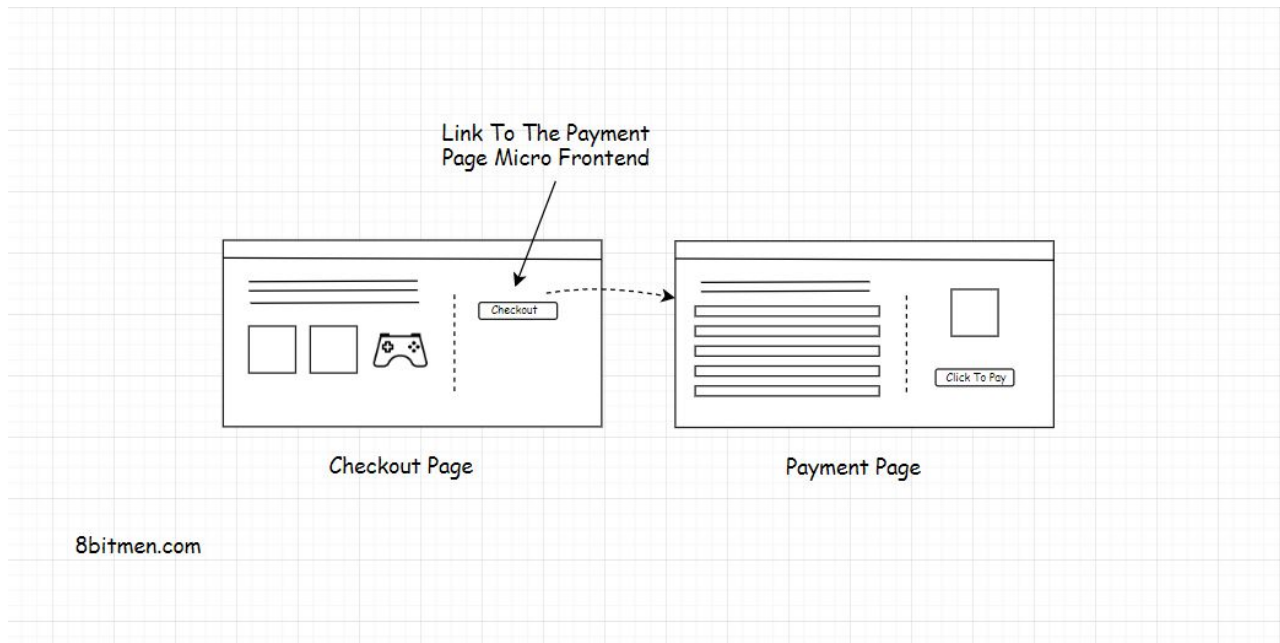 Link To The Payment
Page Micro Frontend
Checkout
Click To Pay
Checkout Page
Payment Page
8bitmen.com